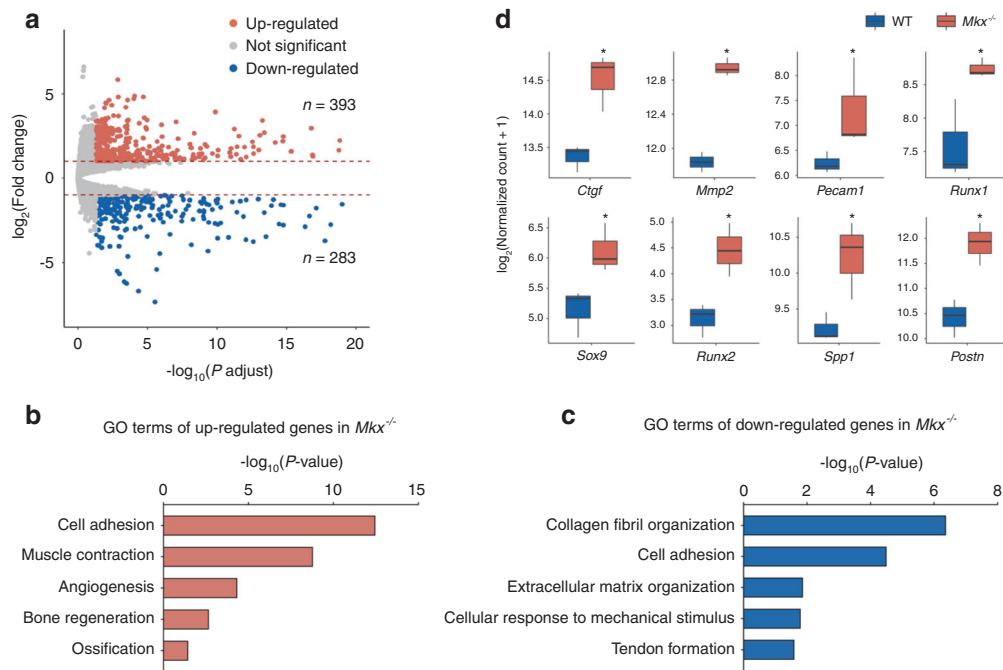 a
Up-regulated
Not significant
Down-regulated
n = 393
n = 283
log2(Fold change)
5
0
-5
0 5 10 15 20
-log10(P adjust)
d
WT Mkx-/-
log2(Normalized count + 1)
14.5
14.0
13.5
*
Ctgf
12.8
12.4
12.0
*
Mmp2
8.0
7.5
7.0
6.5
6.0
*
Pecam1
8.5
8.0
7.5
*
Runx1
6.5
6.0
5.5
5.0
*
Sox9
5.0
4.5
4.0
3.5
3.0
*
Runx2
10.5
10.0
9.5
*
Spp1
12.0
11.5
11.0
10.5
10.0
*
Postn
b
GO terms of up-regulated genes in Mkx-/-
-log10(P-value)
0 5 10 15
Cell adhesion
Muscle contraction
Angiogenesis
Bone regeneration
Ossification
c
GO terms of down-regulated genes in Mkx-/-
-log10(P-value)
0 2 4 6 8
Collagen fibril organization
Cell adhesion
Extracellular matrix organization
Cellular response to mechanical stimulus
Tendon formation